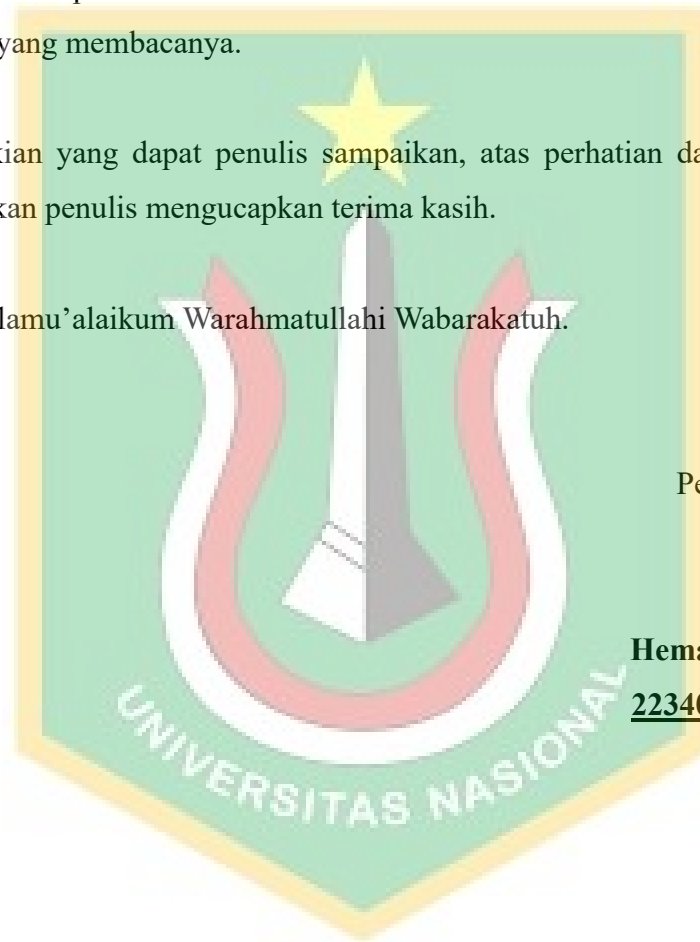 yang membacanya.
kian yang dapat penulis sampaikan, atas perhatian da
kan penulis mengucapkan terima kasih.
lamu’alaikum Warahmatullahi Wabarakatuh.
Pe
Hema
22340
UNIVERSITAS NASIONAL